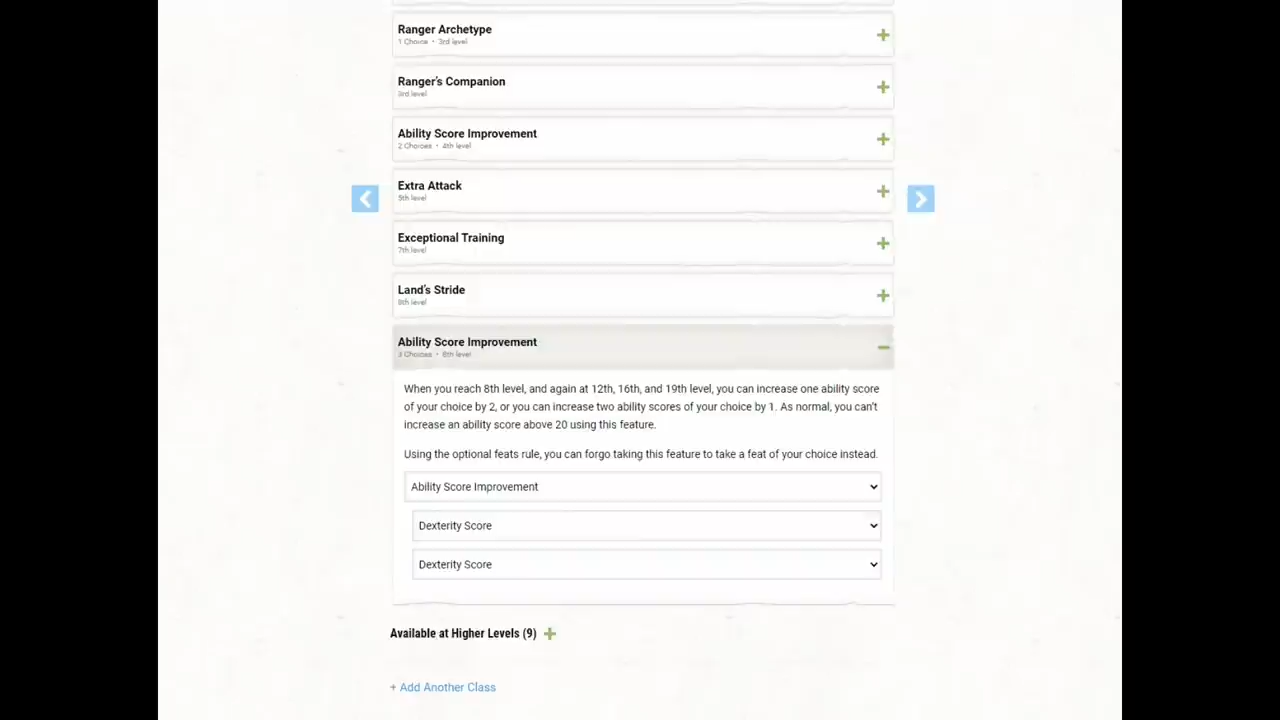 Ranger Archetype
1 Choice • 3rd level
Ranger's Companion
3rd level
Ability Score Improvement
2 Choices • 4th level
Extra Attack
5th level
Exceptional Training
7th level
Land's Stride
8th level
Ability Score Improvement
3 Choices • 8th level
When you reach 8th level, and again at 12th, 16th, and 19th level, you can increase one ability score
of your choice by 2, or you can increase two ability scores of your choice by 1. As normal, you can't
increase an ability score above 20 using this feature.
Using the optional feats rule, you can forgo taking this feature to take a feat of your choice instead.
Ability Score Improvement
Dexterity Score
Dexterity Score
Available at Higher Levels (9)
+ Add Another Class